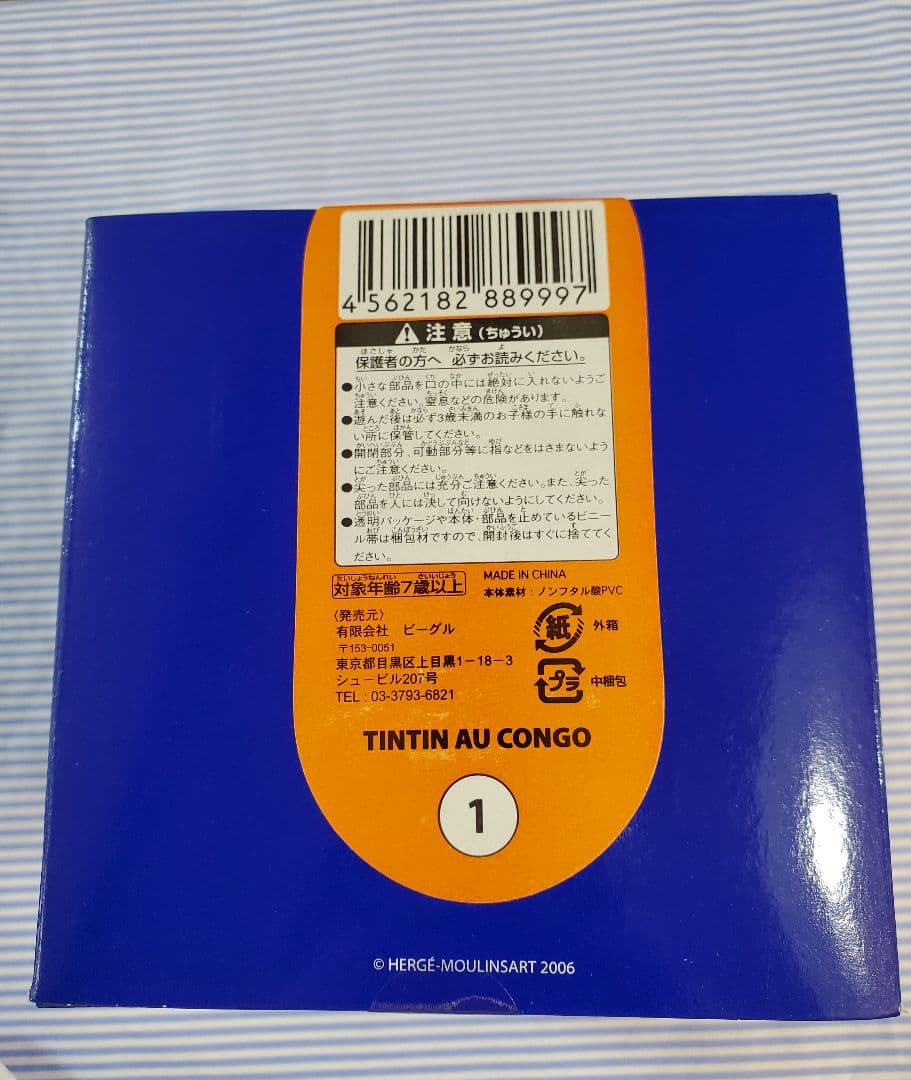 4 562182 889997
注意(ちゅうい)
保護者の方へ 必ずお読みください。
●小さな部品を口の中には絶対に入れないようご
注意ください。窒息などの危険があります。
●遊んだ後は必ず3歳未満のお子様の手に触れな
い所に保管してください。
●開閉部分、可動部分等に指などをはさまないよう
にご注意ください。
●尖った部品には充分ご注意ください。また、尖った
部品を人には決して向けないようにしてください。
●透明パッケージや本体・部品を止めているビニー
ル帯は梱包材ですので、開封後はすぐに捨ててく
ださい。
対象年齢7歳以上
MADE IN CHINA
本体素材:ノンフタル酸PVC
〈発売元〉
有限会社 ビーグル
〒153-0051
東京都目黒区上目黒1-18-3
シュービル207号
TEL:03-3793-6821
紙 外箱
プラ 中梱包
TINTIN AU CONGO
1
© HERGÉ-MOULINSART 2006